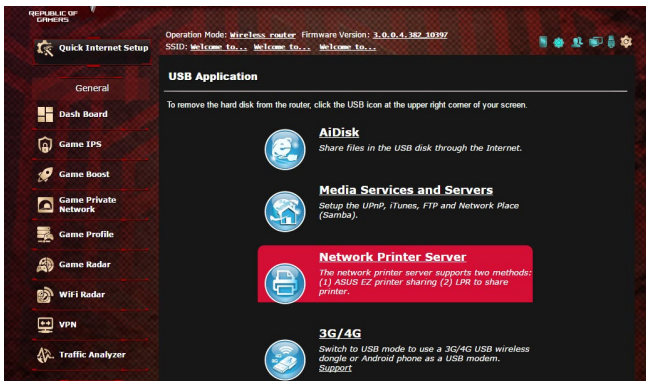 REPUBLIC OF
GAMERS
Quick Internet Setup
Operation Mode: Wireless router Firmware Version: 3.0.0.4.382_10397
SSID: Welcome to... Welcome to... Welcome to...
General
Dash Board
Game IPS
Game Boost
Game Private
Network
Game Profile
Game Radar
WiFi Radar
VPN
Traffic Analyzer
USB Application
To remove the hard disk from the router, click the USB icon at the upper right corner of your screen.
AiDisk
Share files in the USB disk through the Internet.
Media Services and Servers
Setup the UPnP, iTunes, FTP and Network Place
(Samba).
Network Printer Server
The network printer server supports two methods:
(1) ASUS EZ printer sharing (2) LPR to share
printer.
3G/4G
Switch to USB mode to use a 3G/4G USB wireless
dongle or Android phone as a USB modem.
Support